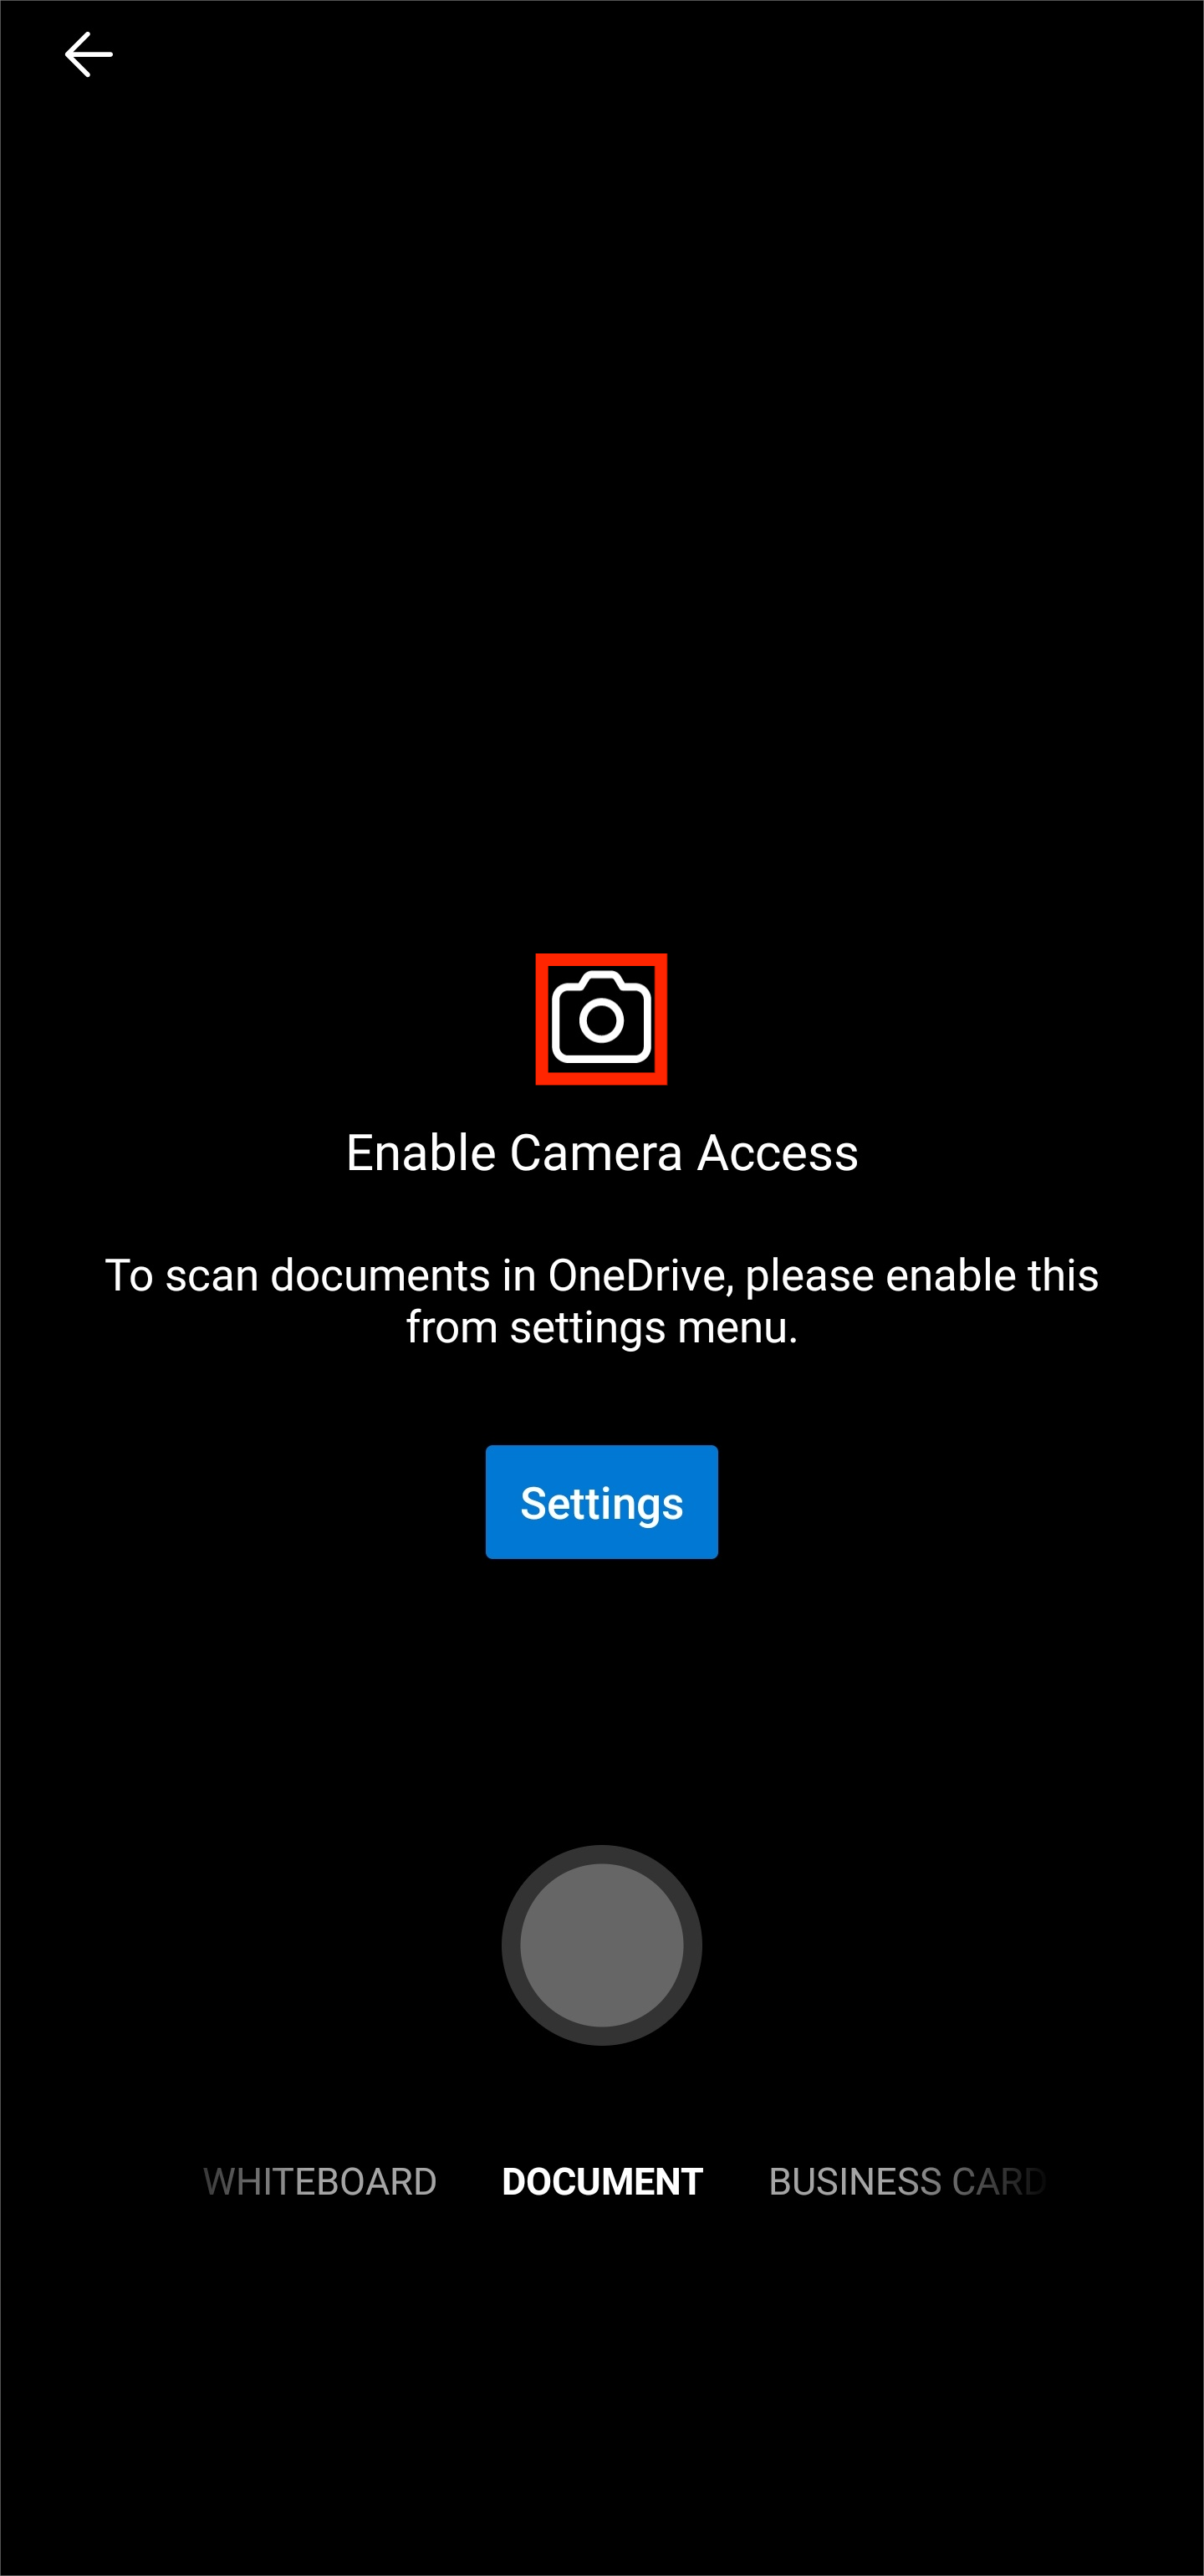 Enable Camera Access
To scan documents in OneDrive, please enable this
from settings menu.
Settings
WHITEBOARD DOCUMENT BUSINESS CARD